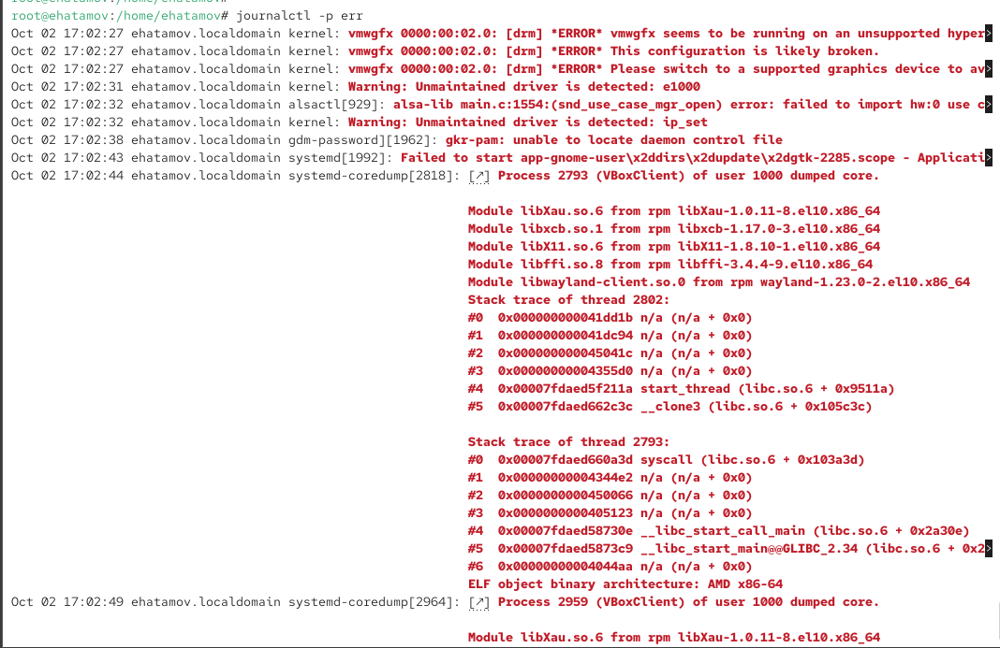 root@ehatamov:/home/ehatamov#
root@ehatamov:/home/ehatamov# journalctl -p err
Oct 02 17:02:27 ehatamov.localdomain kernel: vmwgfx 0000:00:02.0: [drm] *ERROR* vmwgfx seems to be running on an unsupported hyper>
Oct 02 17:02:27 ehatamov.localdomain kernel: vmwgfx 0000:00:02.0: [drm] *ERROR* This configuration is likely broken.
Oct 02 17:02:27 ehatamov.localdomain kernel: vmwgfx 0000:00:02.0: [drm] *ERROR* Please switch to a supported graphics device to av>
Oct 02 17:02:31 ehatamov.localdomain kernel: Warning: Unmaintained driver is detected: e1000
Oct 02 17:02:32 ehatamov.localdomain alsactl[929]: alsa-lib main.c:1554:(snd_use_case_mgr_open) error: failed to import hw:0 use c>
Oct 02 17:02:32 ehatamov.localdomain kernel: Warning: Unmaintained driver is detected: ip_set
Oct 02 17:02:38 ehatamov.localdomain gdm-password][1962]: gkr-pam: unable to locate daemon control file
Oct 02 17:02:43 ehatamov.localdomain systemd[1992]: Failed to start app-gnome-user\x2ddirs\x2dupdate\x2dgtk-2285.scope - Applicati>
Oct 02 17:02:44 ehatamov.localdomain systemd-coredump[2818]: [↗] Process 2793 (VBoxClient) of user 1000 dumped core.
Module libXau.so.6 from rpm libXau-1.0.11-8.el10.x86_64
Module libxcb.so.1 from rpm libxcb-1.17.0-3.el10.x86_64
Module libX11.so.6 from rpm libX11-1.8.10-1.el10.x86_64
Module libffi.so.8 from rpm libffi-3.4.4-9.el10.x86_64
Module libwayland-client.so.0 from rpm wayland-1.23.0-2.el10.x86_64
Stack trace of thread 2802:
#0  0x000000000041dd1b n/a (n/a + 0x0)
#1  0x000000000041dc94 n/a (n/a + 0x0)
#2  0x000000000045041c n/a (n/a + 0x0)
#3  0x00000000004355d0 n/a (n/a + 0x0)
#4  0x00007fdaed5f211a start_thread (libc.so.6 + 0x9511a)
#5  0x00007fdaed662c3c __clone3 (libc.so.6 + 0x105c3c)
Stack trace of thread 2793:
#0  0x00007fdaed660a3d syscall (libc.so.6 + 0x103a3d)
#1  0x00000000004344e2 n/a (n/a + 0x0)
#2  0x0000000000450066 n/a (n/a + 0x0)
#3  0x0000000000405123 n/a (n/a + 0x0)
#4  0x00007fdaed58730e __libc_start_call_main (libc.so.6 + 0x2a30e)
#5  0x00007fdaed5873c9 __libc_start_main@@GLIBC_2.34 (libc.so.6 + 0x2>
#6  0x00000000004044aa n/a (n/a + 0x0)
ELF object binary architecture: AMD x86-64
Oct 02 17:02:49 ehatamov.localdomain systemd-coredump[2964]: [↗] Process 2959 (VBoxClient) of user 1000 dumped core.
Module libXau.so.6 from rpm libXau-1.0.11-8.el10.x86_64